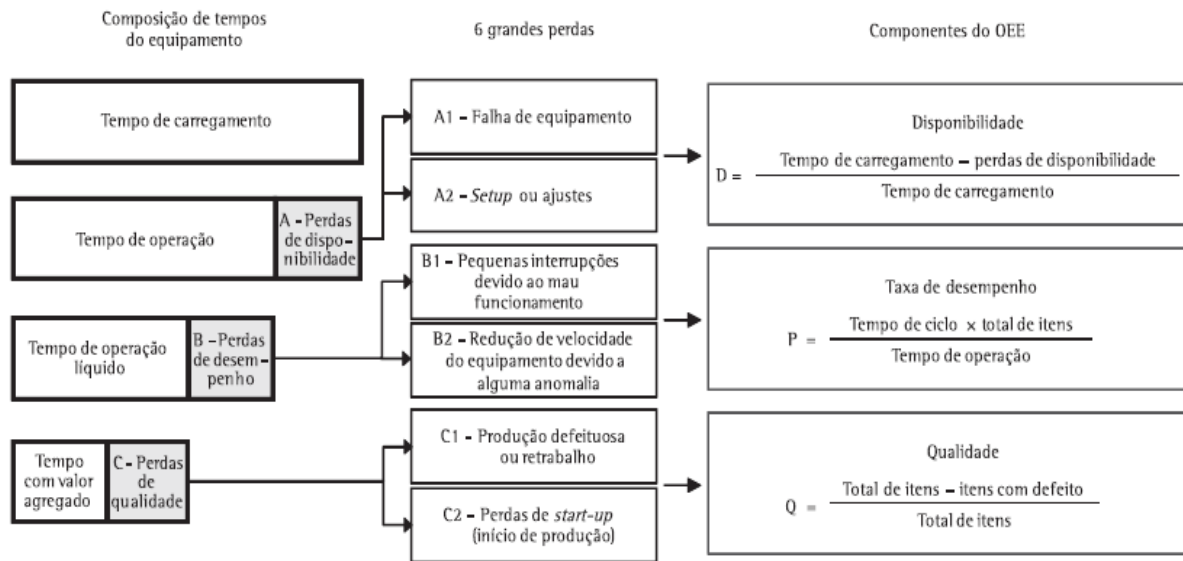 Composição de tempos
do equipamento
6 grandes perdas
Componentes do OEE
Tempo de carregamento
A1 – Falha de equipamento
A2 – Setup ou ajustes
Disponibilidade
D =
Tempo de carregamento – perdas de disponibilidade
Tempo de carregamento
Tempo de operação
A – Perdas
de dispo–
nibilidade
B1 – Pequenas interrupções
devido ao mau
funcionamento
B2 – Redução de velocidade
do equipamento devido a
alguma anomalia
Taxa de desempenho
P =
Tempo de ciclo × total de itens
Tempo de operação
Tempo de operação
líquido
B –Perdas
de desem–
penho
C1 – Produção defeituosa
ou retrabalho
C2 – Perdas de start-up
(início de produção)
Qualidade
Q =
Total de itens – itens com defeito
Total de itens
Tempo
com valor
agregado
C– Perdas
de
qualidade